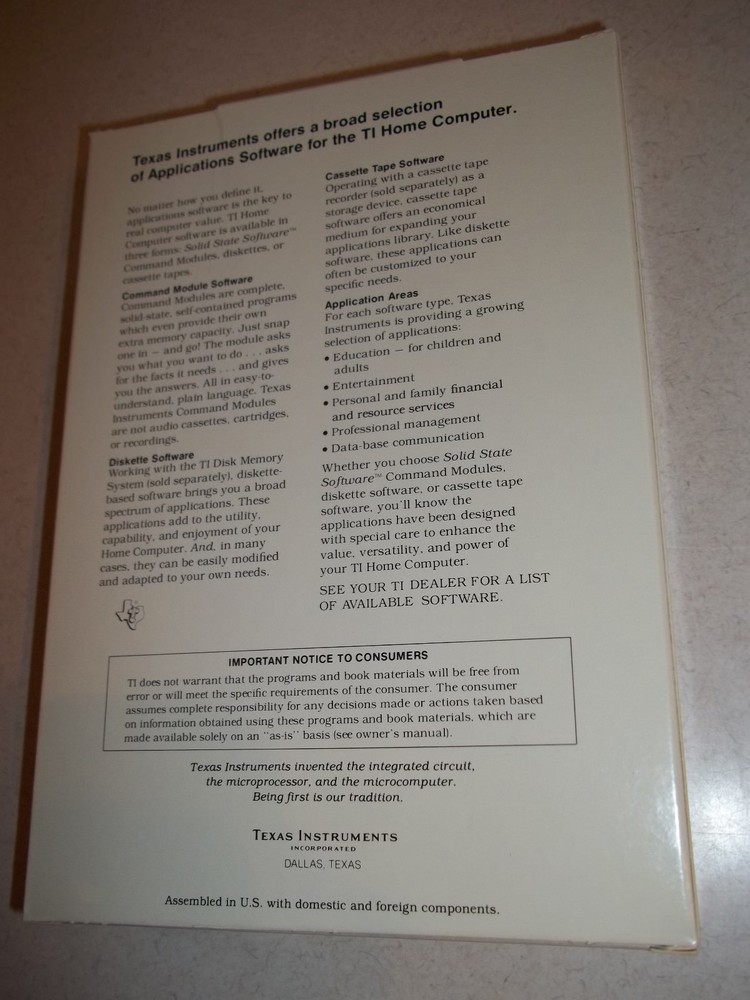 Texas Instruments offers a broad selection
of Applications Software for the TI Home Computer.
No matter how you define it,
applications software is the key to
real computer value. TI Home
Computer software is available in
three forms: Solid State Software™
Command Modules, diskettes, or
cassette tapes.
Command Module Software
Command Modules are complete,
solid-state, self-contained programs
which even provide their own
extra memory capacity. Just snap
one in — and go! The module asks
you what you want to do . . . asks
for the facts it needs . . . and gives
you the answers. All in easy-to-
understand, plain language. Texas
Instruments Command Modules
are not audio cassettes, cartridges,
or recordings.
Diskette Software
Working with the TI Disk Memory
System (sold separately), diskette-
based software brings you a broad
spectrum of applications. These
applications add to the utility,
capability, and enjoyment of your
Home Computer. And, in many
cases, they can be easily modified
and adapted to your own needs.
Cassette Tape Software
Operating with a cassette tape
recorder (sold separately) as a
storage device, cassette tape
software offers an economical
medium for expanding your
applications library. Like diskette
software, these applications can
often be customized to your
specific needs.
Application Areas
For each software type, Texas
Instruments is providing a growing
selection of applications:
• Education — for children and
adults
• Entertainment
• Personal and family financial
and resource services
• Professional management
• Data-base communication
Whether you choose Solid State
Software™ Command Modules,
diskette software, or cassette tape
software, you'll know the
applications have been designed
with special care to enhance the
value, versatility, and power of
your TI Home Computer.
SEE YOUR TI DEALER FOR A LIST
OF AVAILABLE SOFTWARE.
IMPORTANT NOTICE TO CONSUMERS
TI does not warrant that the programs and book materials will be free from
error or will meet the specific requirements of the consumer. The consumer
assumes complete responsibility for any decisions made or actions taken based
on information obtained using these programs and book materials, which are
made available solely on an "as-is" basis (see owner's manual).
Texas Instruments invented the integrated circuit,
the microprocessor, and the microcomputer.
Being first is our tradition.
TEXAS INSTRUMENTS
INCORPORATED
DALLAS, TEXAS
Assembled in U.S. with domestic and foreign components.